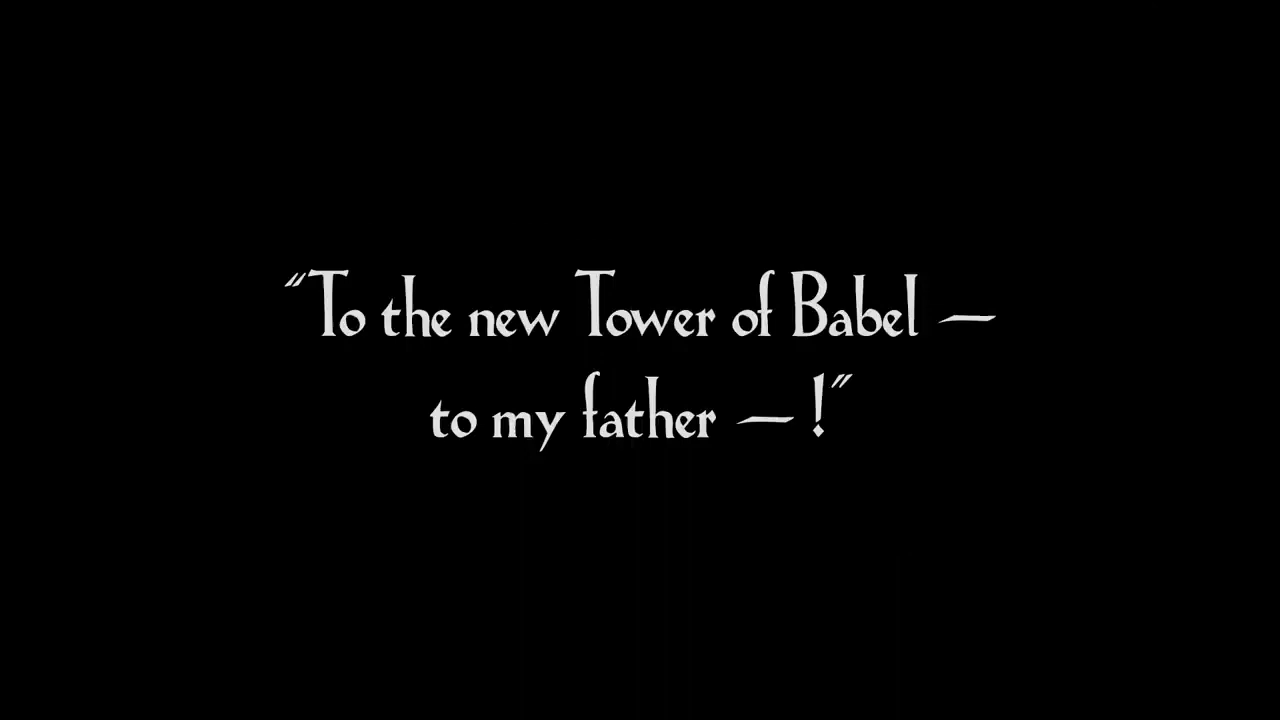 "To the new Tower of Babel —
to my father — !"